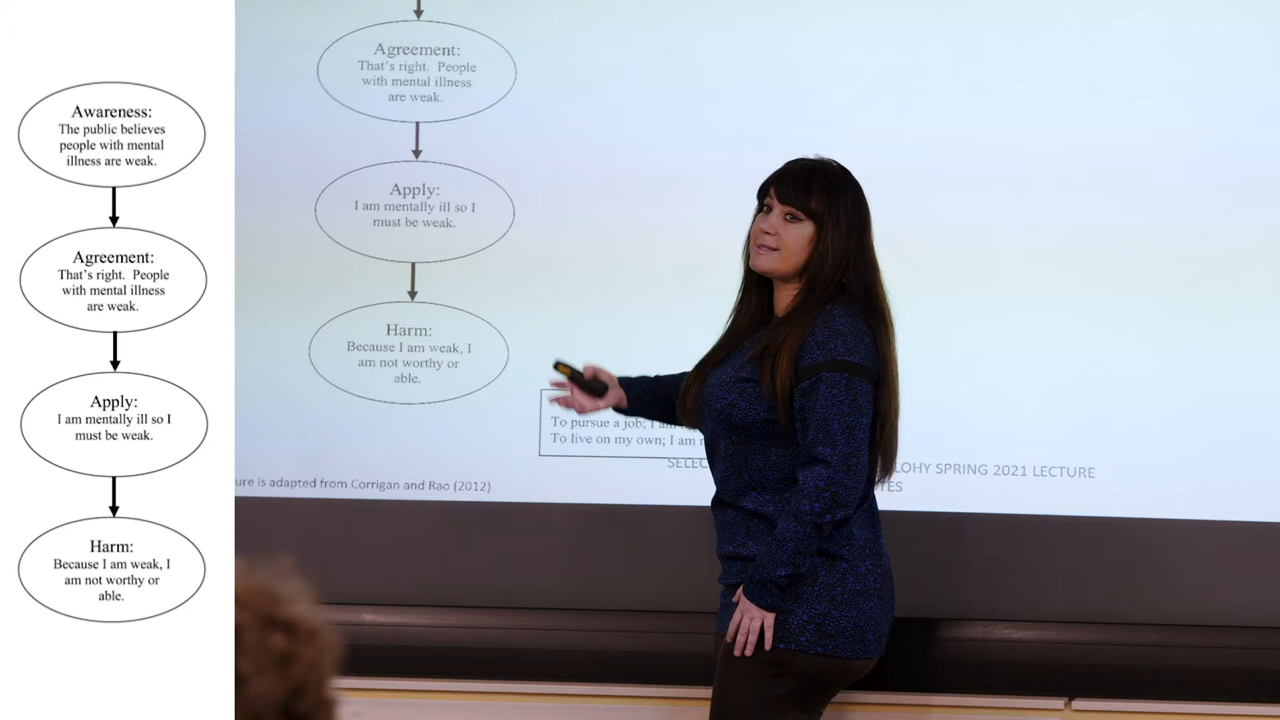 Awareness:
The public believes
people with mental
illness are weak.
Agreement:
That's right. People
with mental illness
are weak.
Apply:
I am mentally ill so I
must be weak.
Harm:
Because I am weak, I
am not worthy or
able.
Agreement:
That's right. People
with mental illness
are weak.
Apply:
I am mentally ill so I
must be weak.
Harm:
Because I am weak, I
am not worthy or
able.
To pursue a job; I am
To live on my own; I am
SELEC
LOHY SPRING 2021 LECTURE
TES
ure is adapted from Corrigan and Rao (2012)